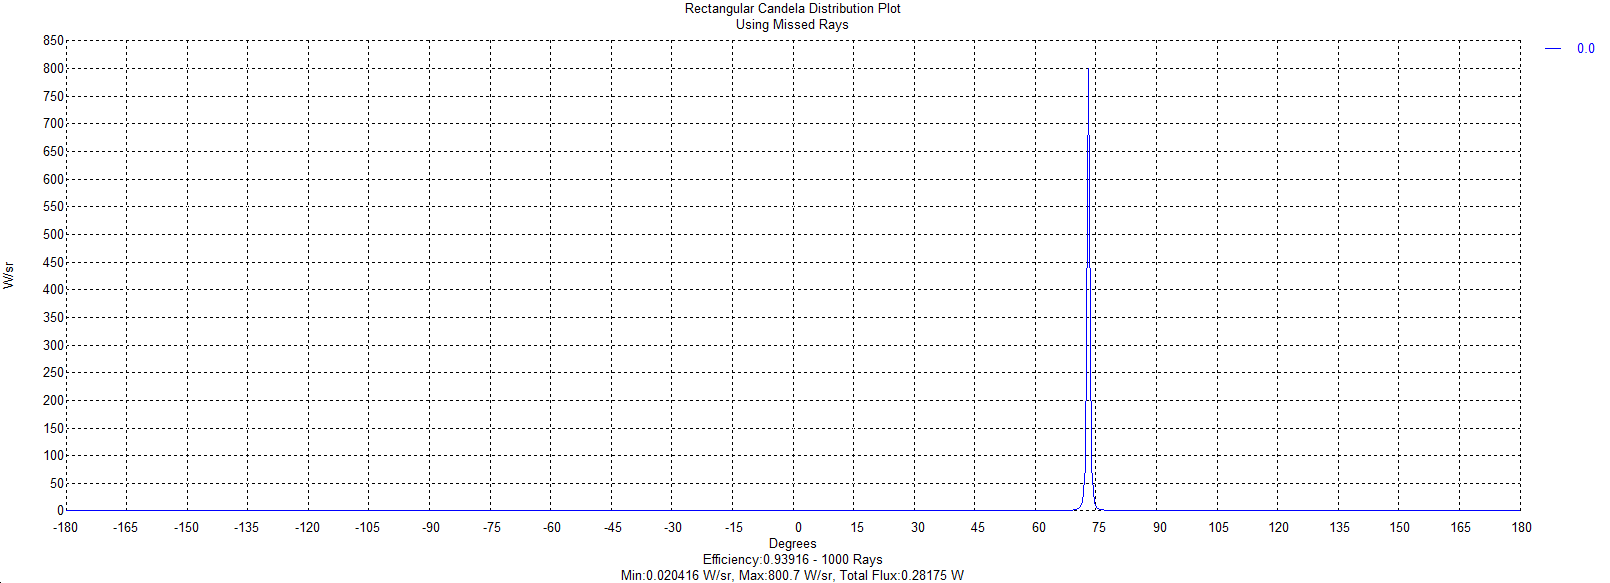 Rectangular Candela Distribution Plot
Using Missed Rays
0.0
850
800
750
700
650
600
550
500
450
400
350
300
250
200
150
100
50
0
W/sr
-180 -165 -150 -135 -120 -105 -90 -75 -60 -45 -30 -15 0 15 30 45 60 75 90 105 120 135 150 165 180
Degrees
Efficiency:0.93916 - 1000 Rays
Min:0.020416 W/sr, Max:800.7 W/sr, Total Flux:0.28175 W